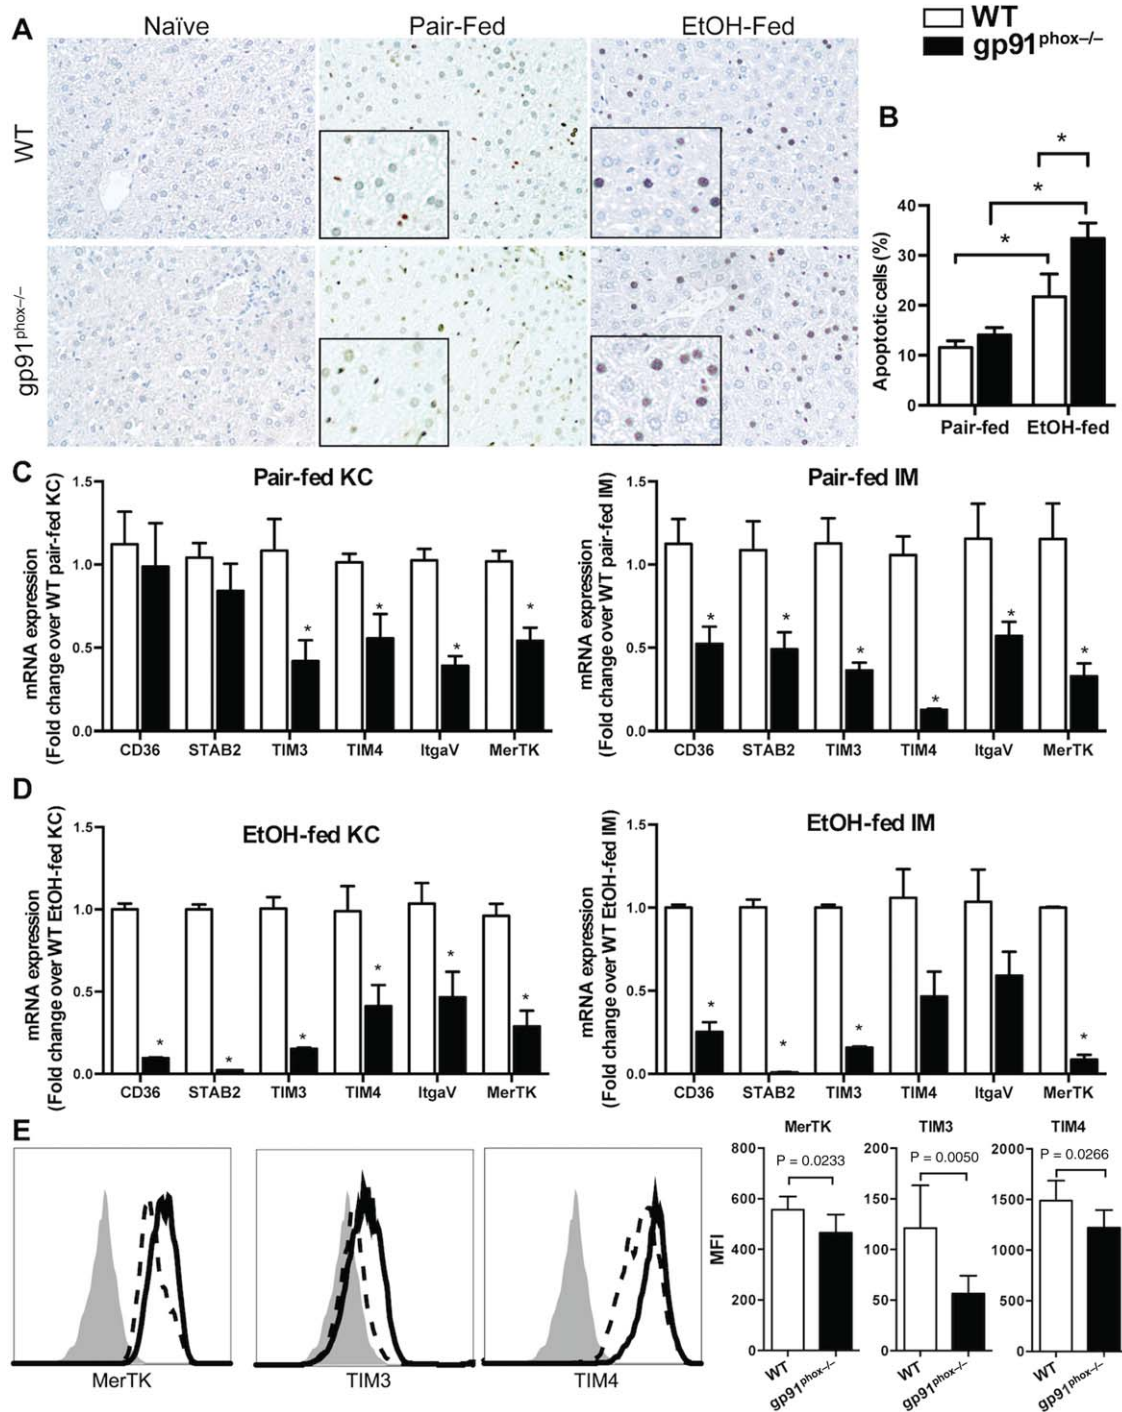 A
Naïve
Pair-Fed
EtOH-Fed
WT
gp91phox–/–
WT
gp91phox–/–
B
Apoptotic cells (%)
40
30
20
10
0
*
*
*
Pair-fed
EtOH-fed
C
Pair-fed KC
mRNA expression
(Fold change over WT pair-fed KC)
1.5
1.0
0.5
0.0
*
*
*
*
CD36 STAB2 TIM3 TIM4 ItgaV MerTK
Pair-fed IM
mRNA expression
(Fold change over WT pair-fed IM)
1.5
1.0
0.5
0.0
*
*
*
*
*
*
CD36 STAB2 TIM3 TIM4 ItgaV MerTK
D
EtOH-fed KC
mRNA expression
(Fold change over WT EtOH-fed KC)
1.5
1.0
0.5
0.0
*
*
*
*
*
*
CD36 STAB2 TIM3 TIM4 ItgaV MerTK
EtOH-fed IM
mRNA expression
(Fold change over WT EtOH-fed IM)
1.5
1.0
0.5
0.0
*
*
*
*
CD36 STAB2 TIM3 TIM4 ItgaV MerTK
E
MerTK
TIM3
TIM4
MerTK
MFI
800
600
400
200
0
P = 0.0233
WT
gp91phox–/–
TIM3
200
150
100
50
0
P = 0.0050
WT
gp91phox–/–
TIM4
2000
1500
1000
500
0
P = 0.0266
WT
gp91phox–/–